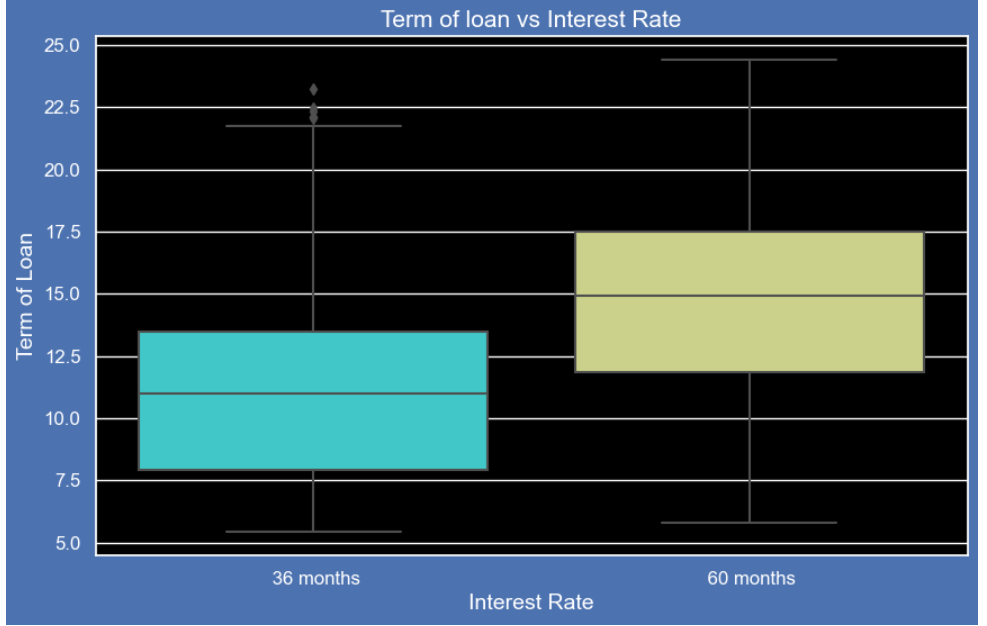 Term of loan vs Interest Rate
25.0
22.5
20.0
17.5
15.0
12.5
10.0
7.5
5.0
Term of Loan
36 months
60 months
Interest Rate